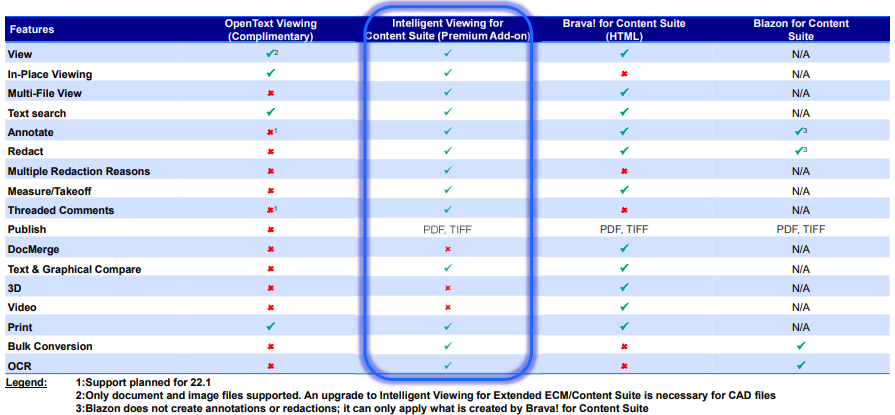 Features OpenText Viewing (Complimentary) Intelligent Viewing for Content Suite (Premium Add-on) Brava! for Content Suite (HTML) Blazon for Content Suite
View ✓2 ✓ ✓ N/A
In-Place Viewing ✓ ✓ ✘ N/A
Multi-File View ✘ ✓ ✓ N/A
Text search ✓ ✓ ✓ N/A
Annotate ✘1 ✓ ✓ ✓3
Redact ✘ ✓ ✓ ✓3
Multiple Redaction Reasons ✘ ✓ ✘ N/A
Measure/Takeoff ✘ ✓ ✓ N/A
Threaded Comments ✘1 ✓ ✘ N/A
Publish ✘ PDF, TIFF PDF, TIFF PDF, TIFF
DocMerge ✘ ✘ ✓ N/A
Text & Graphical Compare ✘ ✓ ✓ N/A
3D ✘ ✘ ✓ N/A
Video ✘ ✘ ✓ N/A
Print ✓ ✓ ✓ N/A
Bulk Conversion ✘ ✓ ✘ ✓
OCR ✘ ✓ ✘ ✓
Legend: 1:Support planned for 22.1
2:Only document and image files supported. An upgrade to Intelligent Viewing for Extended ECM/Content Suite is necessary for CAD files
3:Blazon does not create annotations or redactions; it can only apply what is created by Brava! for Content Suite